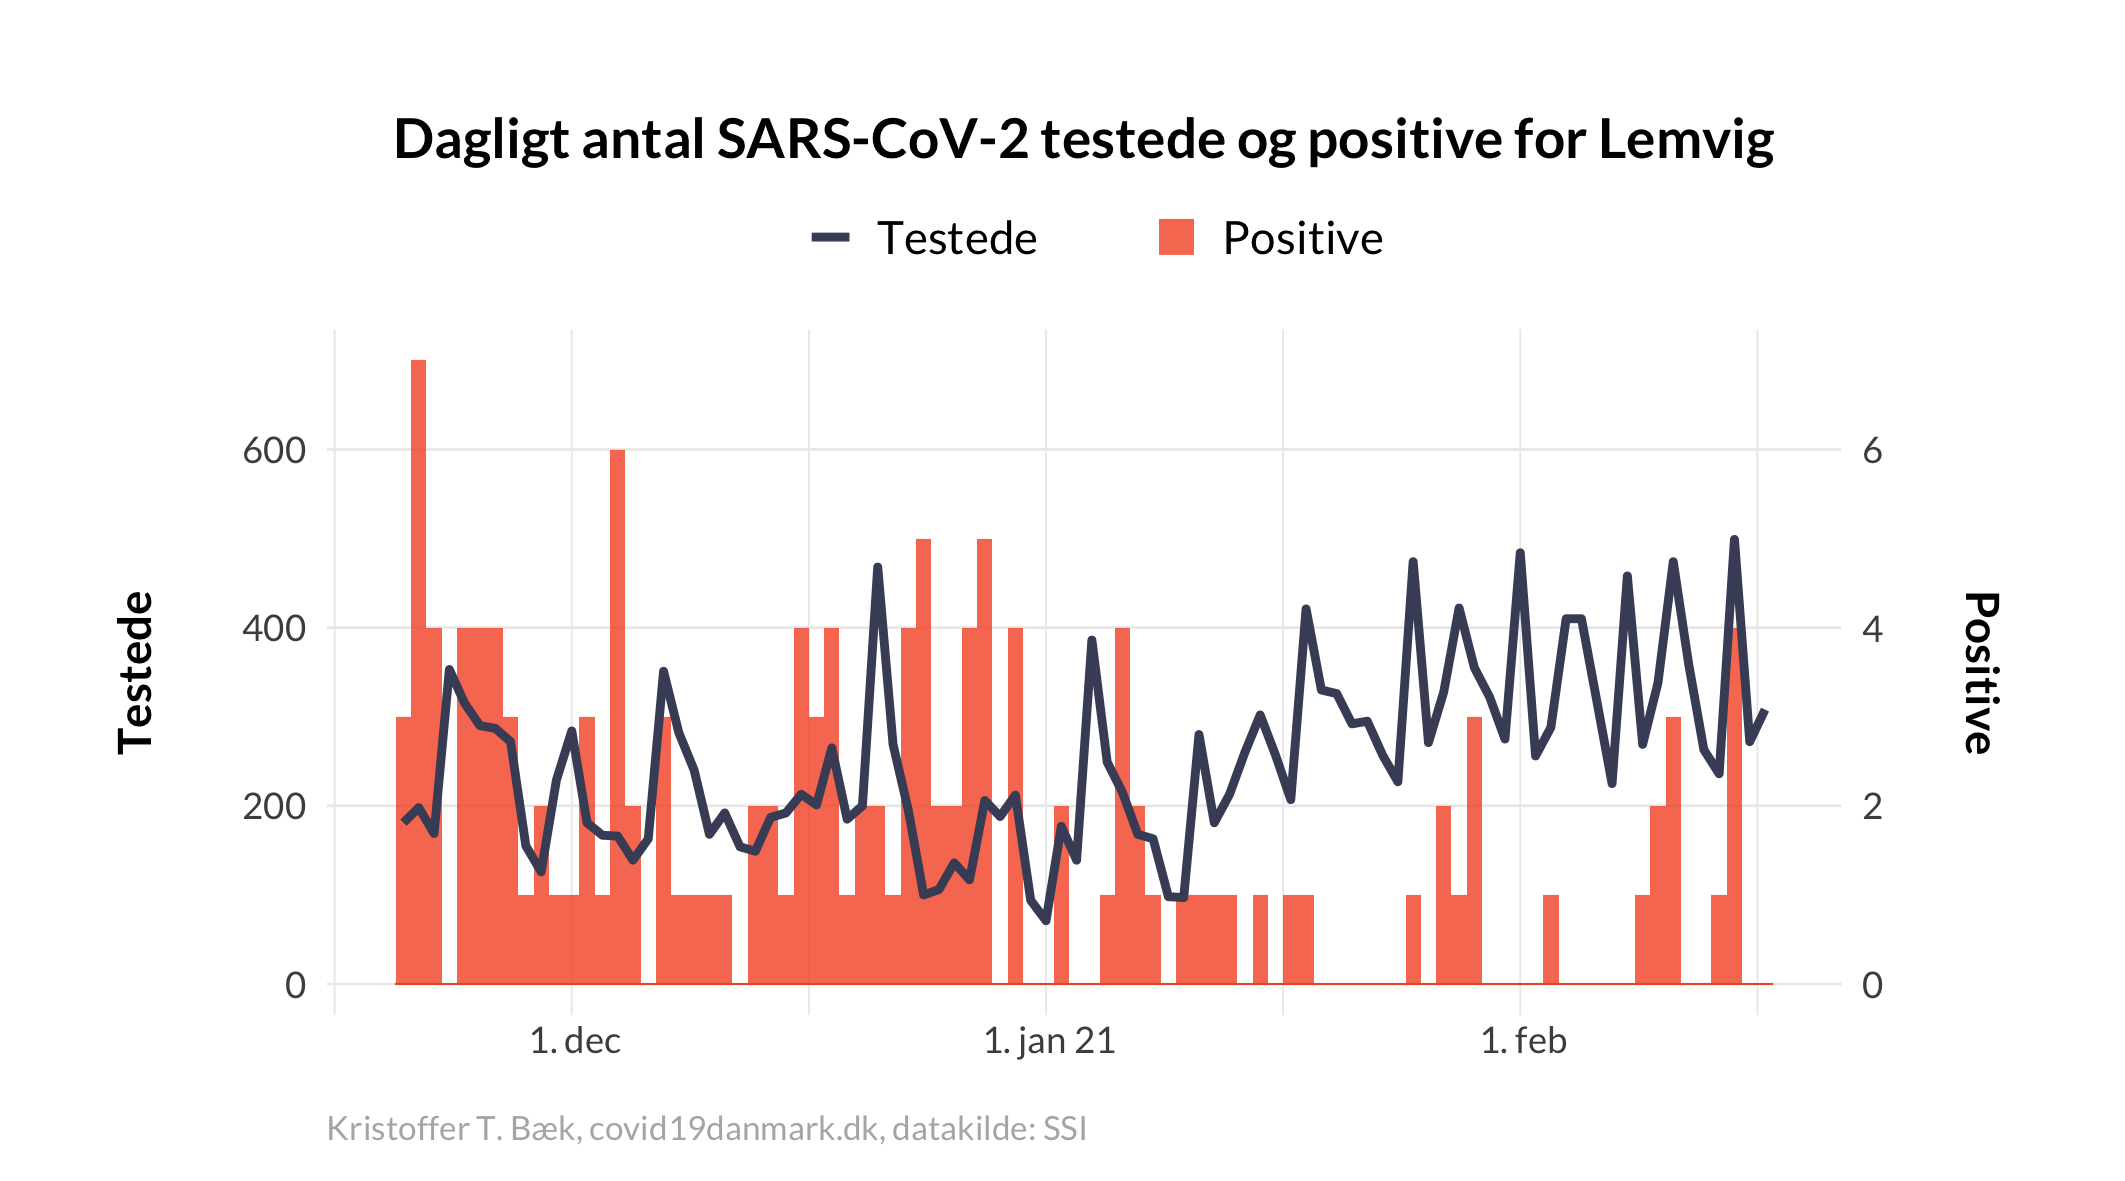 Dagligt antal SARS-CoV-2 testede og positive for Lemvig
Testede
Positive
Testede
Positive
600
400
200
0
6
4
2
0
1. dec
1. jan 21
1. feb
Kristoffer T. Bæk, covid19danmark.dk, datakilde: SSI